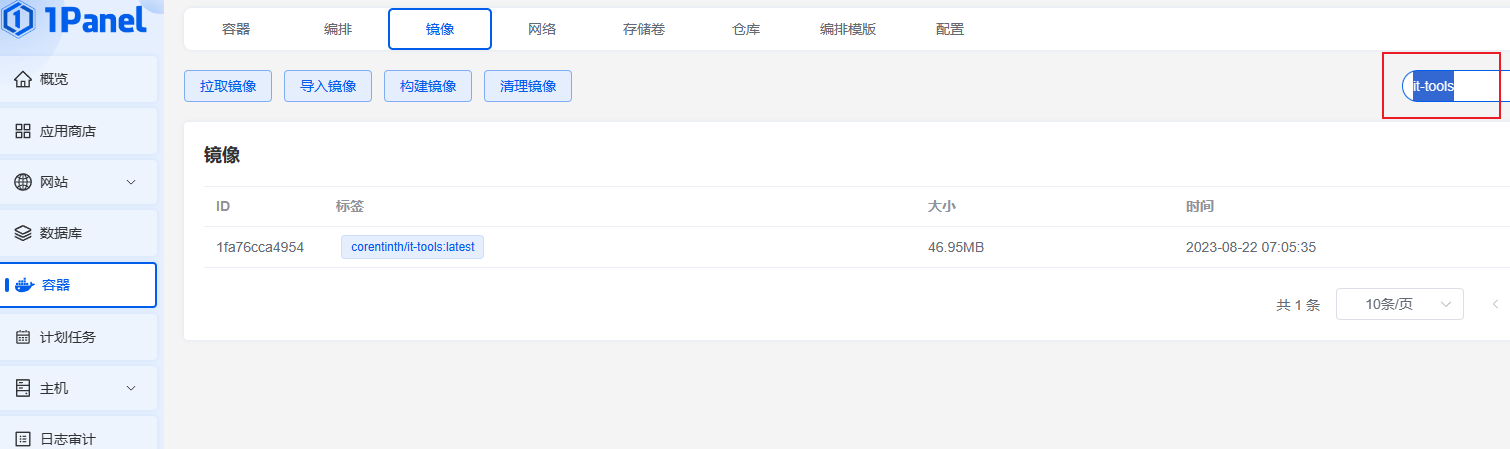 1Panel
容器 编排 镜像 网络 存储卷 仓库 编排模版 配置
概览
拉取镜像 导入镜像 构建镜像 清理镜像 it-tools
应用商店
镜像
网站
ID 标签 大小 时间
数据库
1fa76cca4954 corentinth/it-tools:latest 46.95MB 2023-08-22 07:05:35
容器
共 1 条 10条/页
计划任务
主机
日志审计